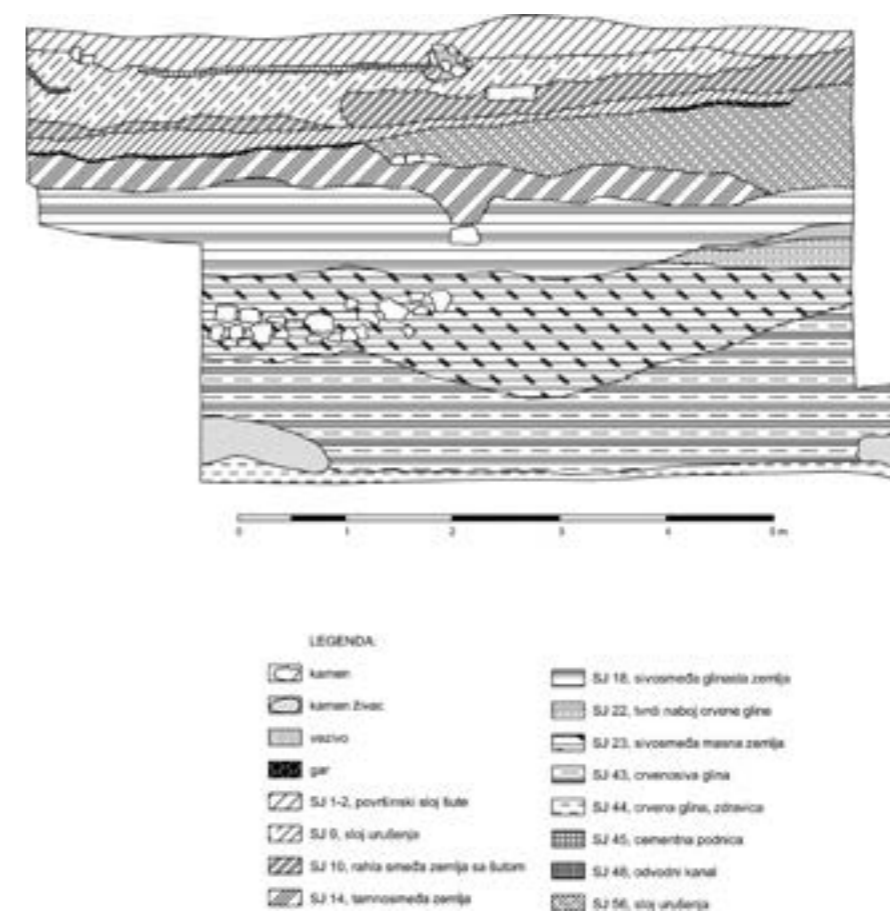 0 1 2 3 4 5 m
LEGENDA:
kamen
kamen živac
vezivo
gar
SJ 1-2, površinski sloj šute
SJ 9, sloj urušenja
SJ 10, rahla smeđa zemlja sa šutom
SJ 14, tamnosmeđa zemlja
SJ 18, sivosmeđa glinasta zemlja
SJ 22, tvrdi naboj crvene gline
SJ 23, sivosmeđa masna zemlja
SJ 43, crvenosiva glina
SJ 44, crvena glina, zdravica
SJ 45, cementna podnica
SJ 48, odvodni kanal
SJ 56, sloj urušenja